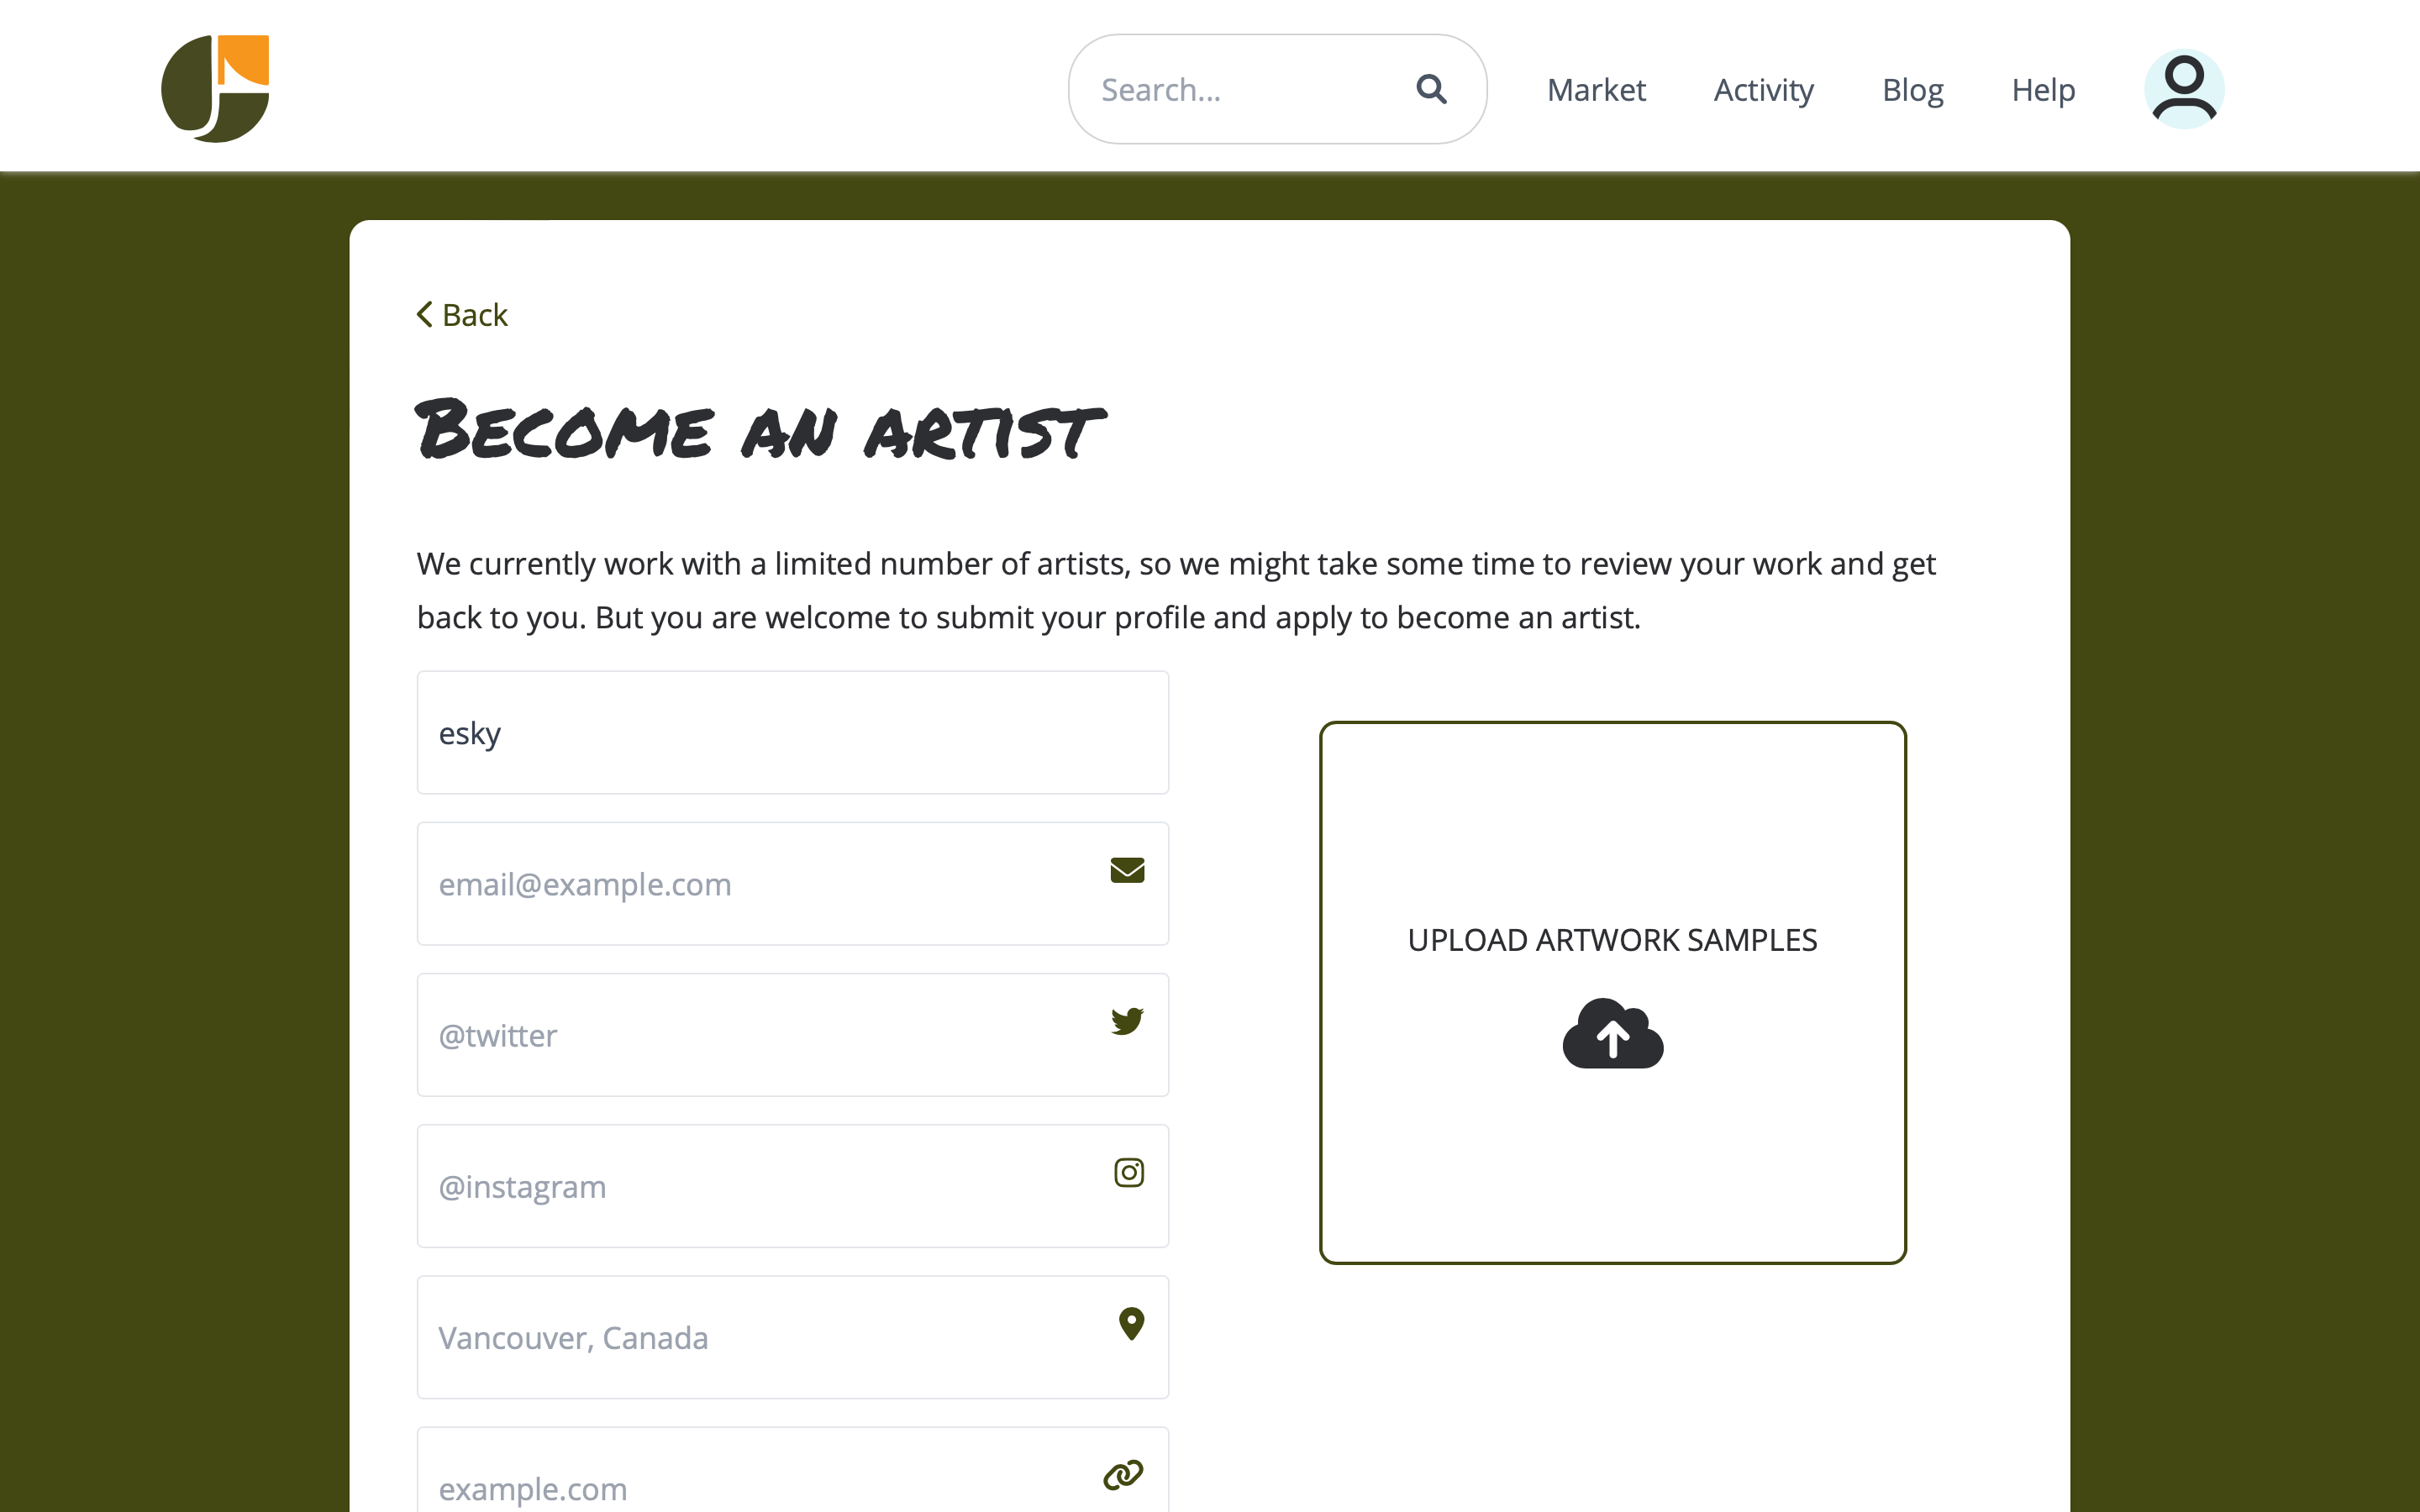 Search...
Market
Activity
Blog
Help
Back
Become an artist
We currently work with a limited number of artists, so we might take some time to review your work and get
back to you. But you are welcome to submit your profile and apply to become an artist.
esky
email@example.com
@twitter
@instagram
Vancouver, Canada
example.com
UPLOAD ARTWORK SAMPLES